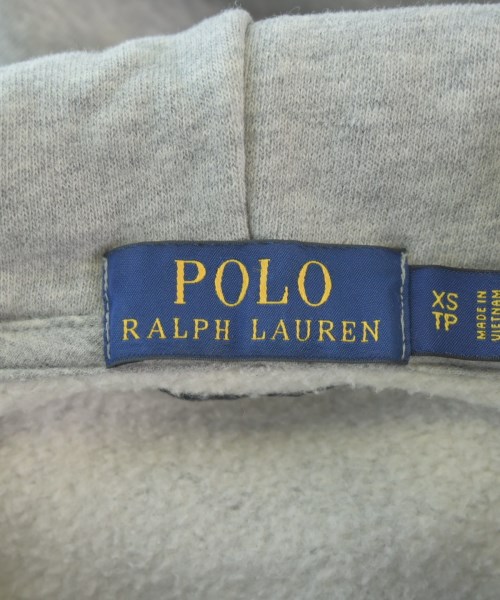 POLO
RALPH LAUREN
XS
TP
MADE IN
VIETNAM